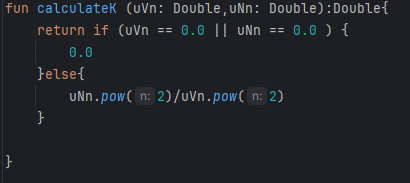 fun calculateK (uVn: Double,uNn: Double):Double{
    return if (uVn == 0.0 || uNn == 0.0 ) {
        0.0
    }else{
        uNn.pow( n: 2)/uVn.pow( n: 2)
    }
}